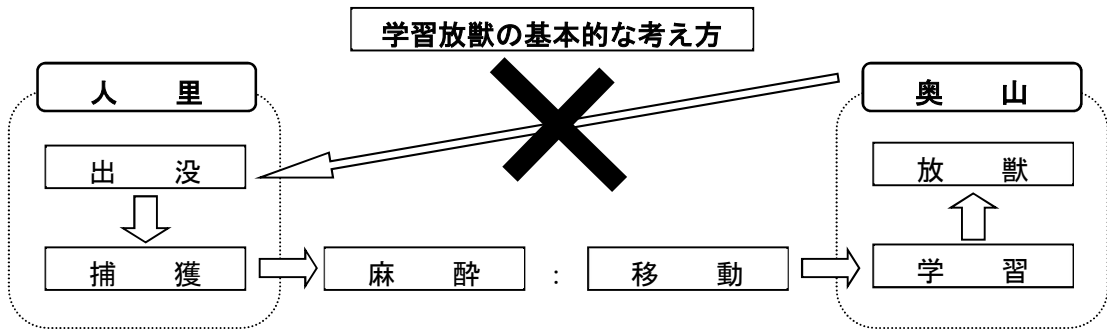 学習放獣の基本的な考え方
人　里
奥　山
出　没
放　獣
捕　獲
麻　酔　：　移　動
学　習